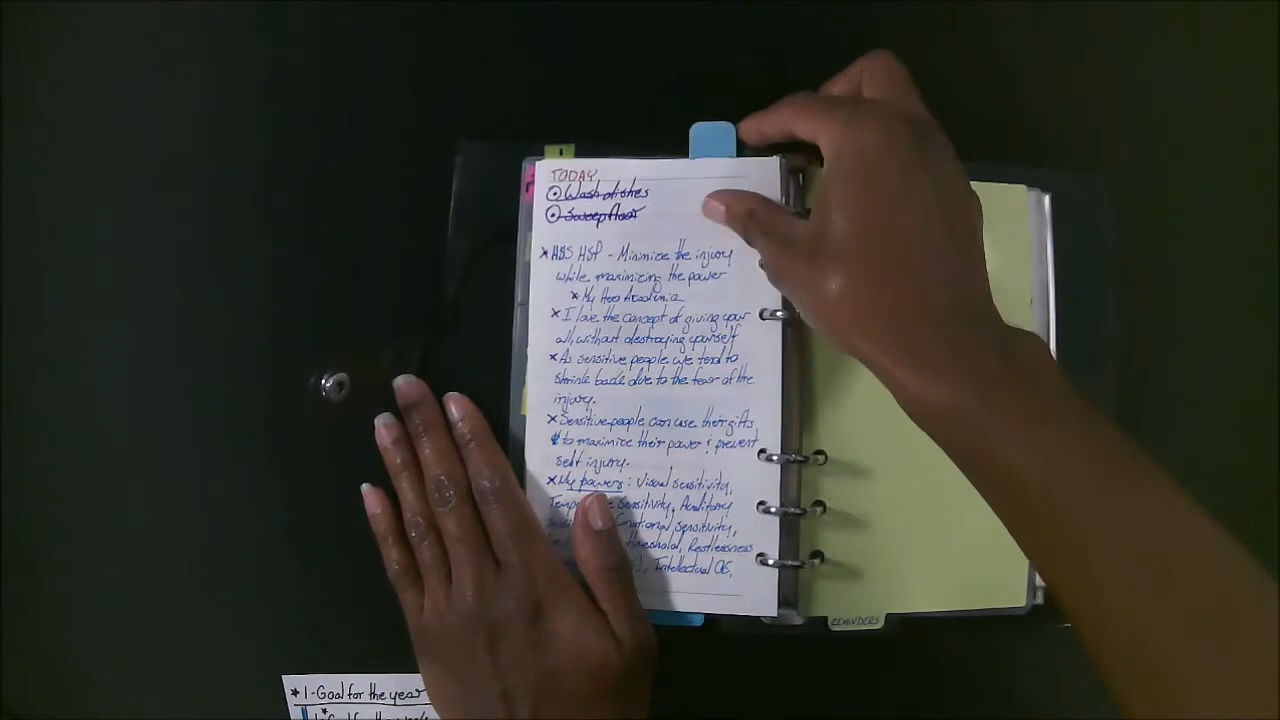 TODAY
Wash dishes
Sweep floor
HSS HSP - Minimize the injury
while maximizing the power
x My Hero Academia
x I love the concept of giving your
all, without destroying yourself
x As sensitive people we tend to
shrink back due to the fear of the
injury.
x Sensitive people can use their gifts
to maximize their power & prevent
self injury.
x My powers: Visual sensitivity,
Sensitivity, Auditory
Emotional sensitivity,
threshold, Restlessness
Intellectual OE,
REMINDERS
* 1-Goal for the year